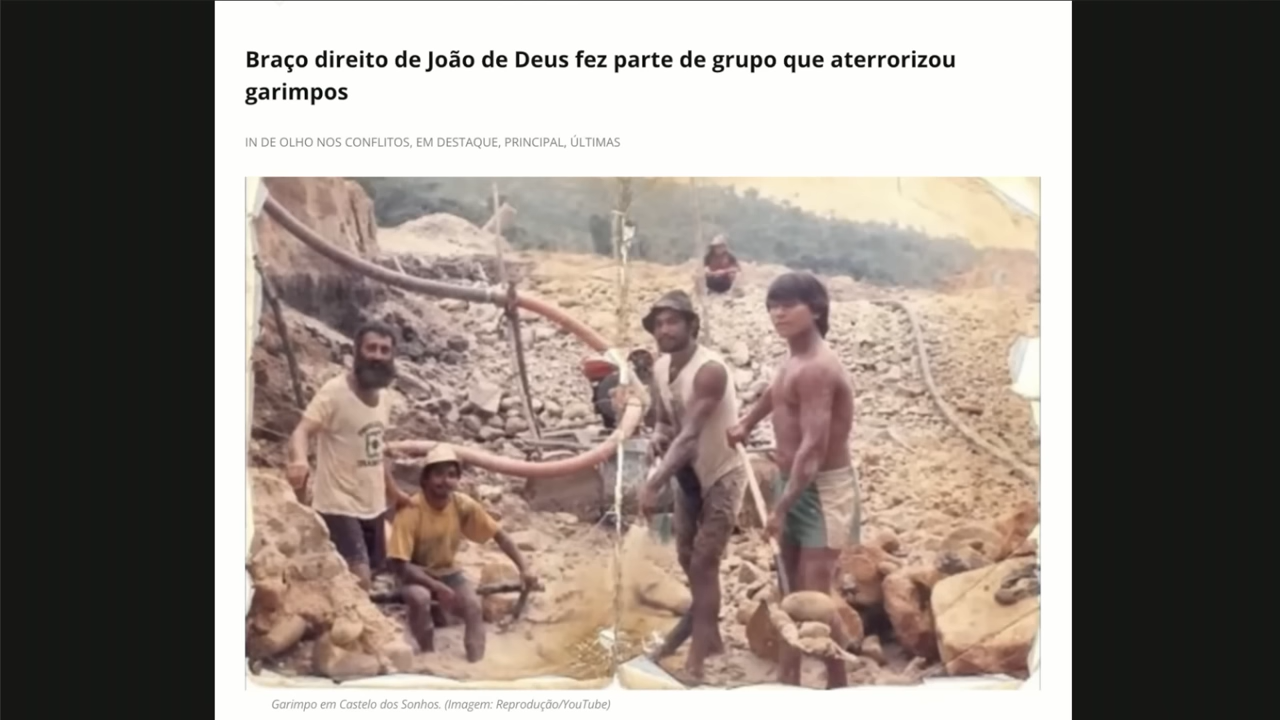 Braço direito de João de Deus fez parte de grupo que aterrorizou
garimpos
IN DE OLHO NOS CONFLITOS, EM DESTAQUE, PRINCIPAL, ÚLTIMAS
Garimpo em Castelo dos Sonhos. (Imagem: Reprodução/YouTube)